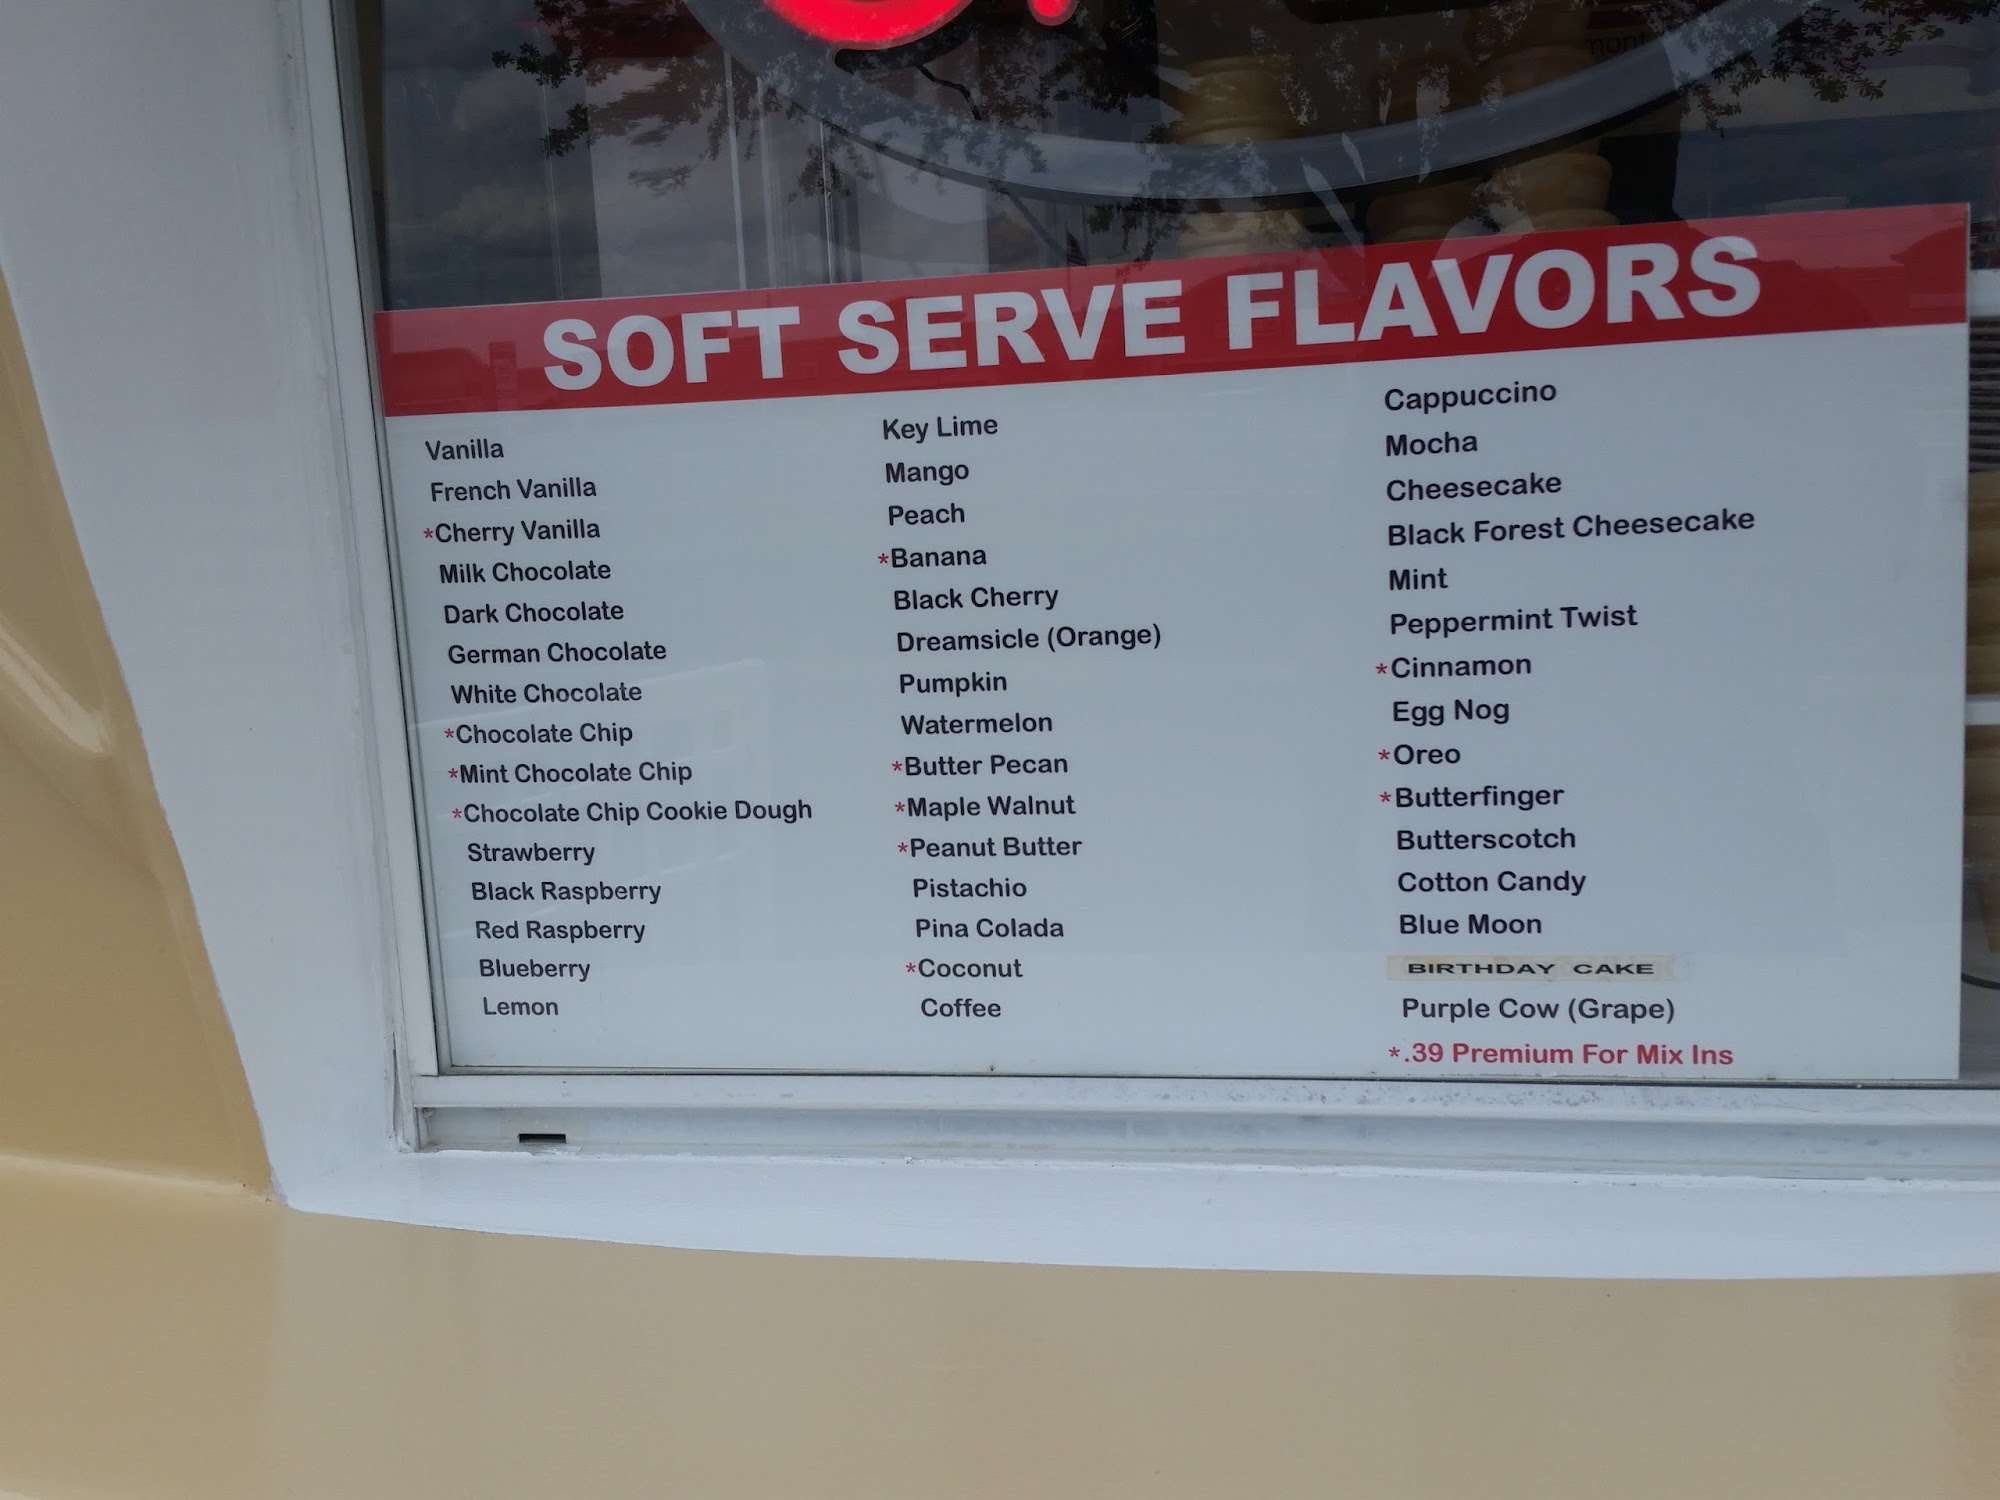 SOFT SERVE FLAVORS
Vanilla
French Vanilla
*Cherry Vanilla
Milk Chocolate
Dark Chocolate
German Chocolate
White Chocolate
*Chocolate Chip
*Mint Chocolate Chip
*Chocolate Chip Cookie Dough
Strawberry
Black Raspberry
Red Raspberry
Blueberry
Lemon
Key Lime
Mango
Peach
*Banana
Black Cherry
Dreamsicle (Orange)
Pumpkin
Watermelon
*Butter Pecan
*Maple Walnut
*Peanut Butter
Pistachio
Pina Colada
*Coconut
Coffee
Cappuccino
Mocha
Cheesecake
Black Forest Cheesecake
Mint
Peppermint Twist
*Cinnamon
Egg Nog
*Oreo
*Butterfinger
Butterscotch
Cotton Candy
Blue Moon
BIRTHDAY CAKE
Purple Cow (Grape)
*.39 Premium For Mix Ins